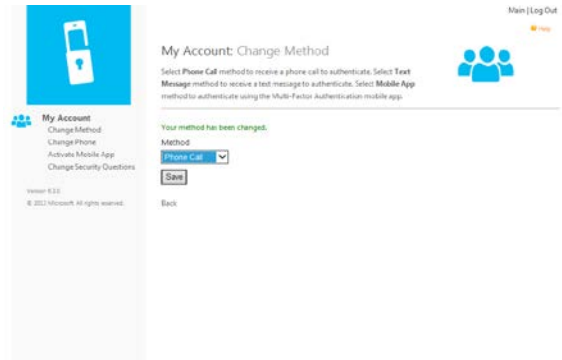 Main | Log Out
Help
My Account: Change Method
Select Phone Call method to receive a phone call to authenticate. Select Text
Message method to receive a text message to authenticate. Select Mobile App
method to authenticate using the Multi-Factor Authentication mobile app.
My Account
Change Method
Change Phone
Activate Mobile App
Change Security Questions
Your method has been changed.
Method
Phone Call
Save
Version
Microsoft. All rights reserved.
Back